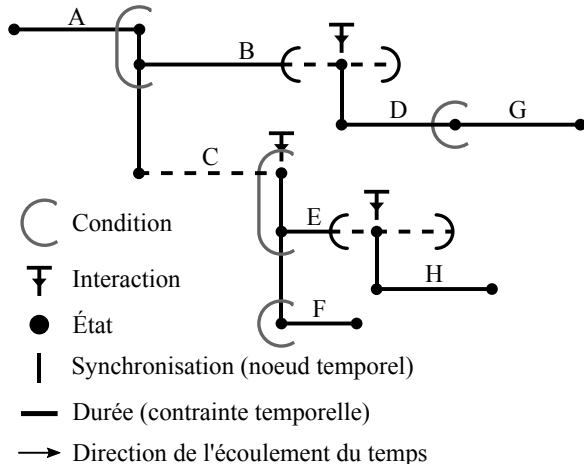 A
B
D
G
C
E
H
F
Condition
Interaction
État
Synchronisation (noeud temporel)
Durée (contrainte temporelle)
Direction de l'écoulement du temps